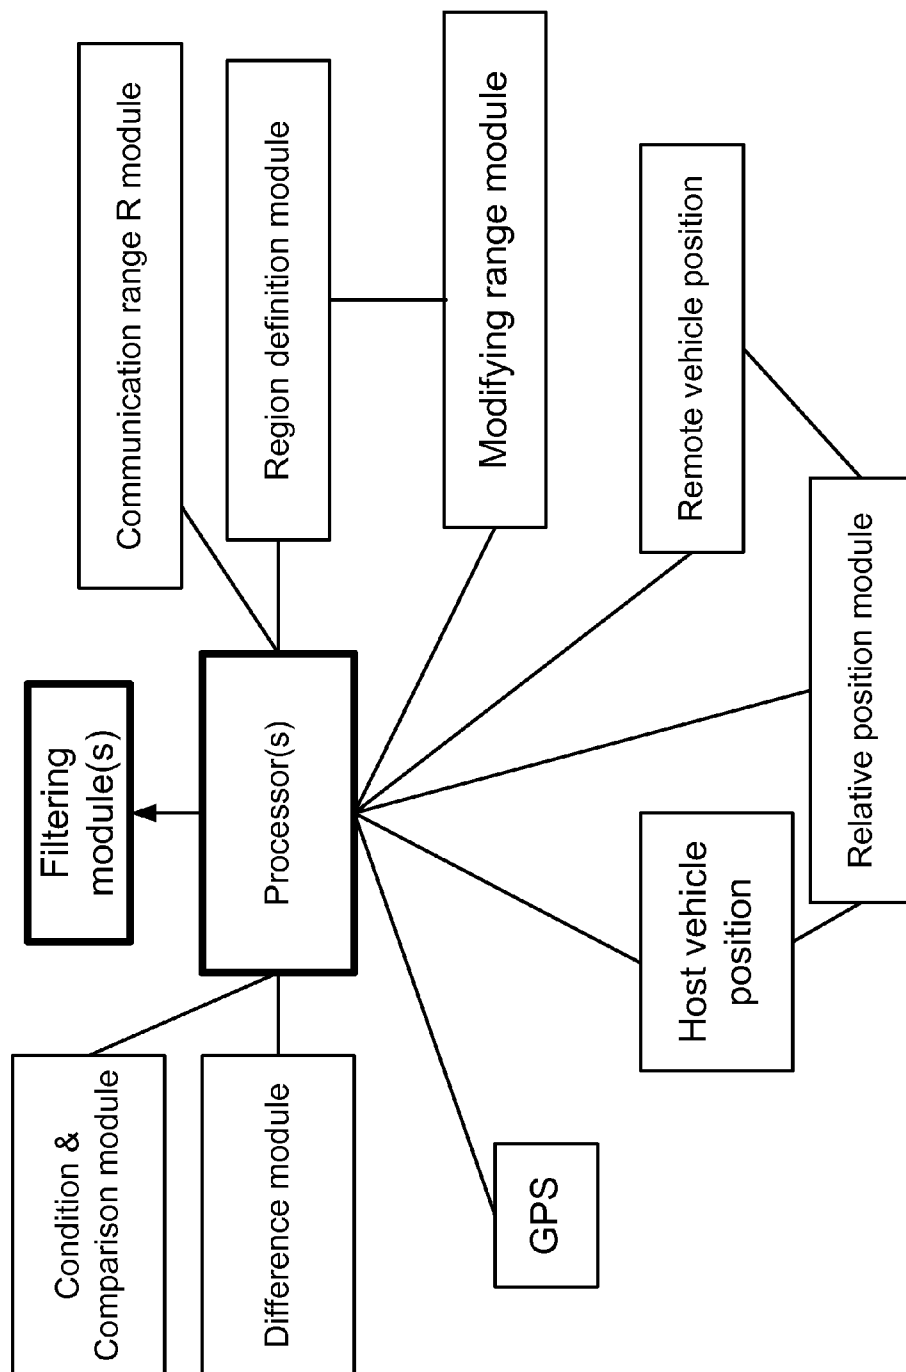 Condition &
Comparison module
Difference module
GPS
Filtering
module(s)
Processor(s)
Host vehicle
position
Communication range R module
Region definition module
Modifying range module
Remote vehicle position
Relative position module